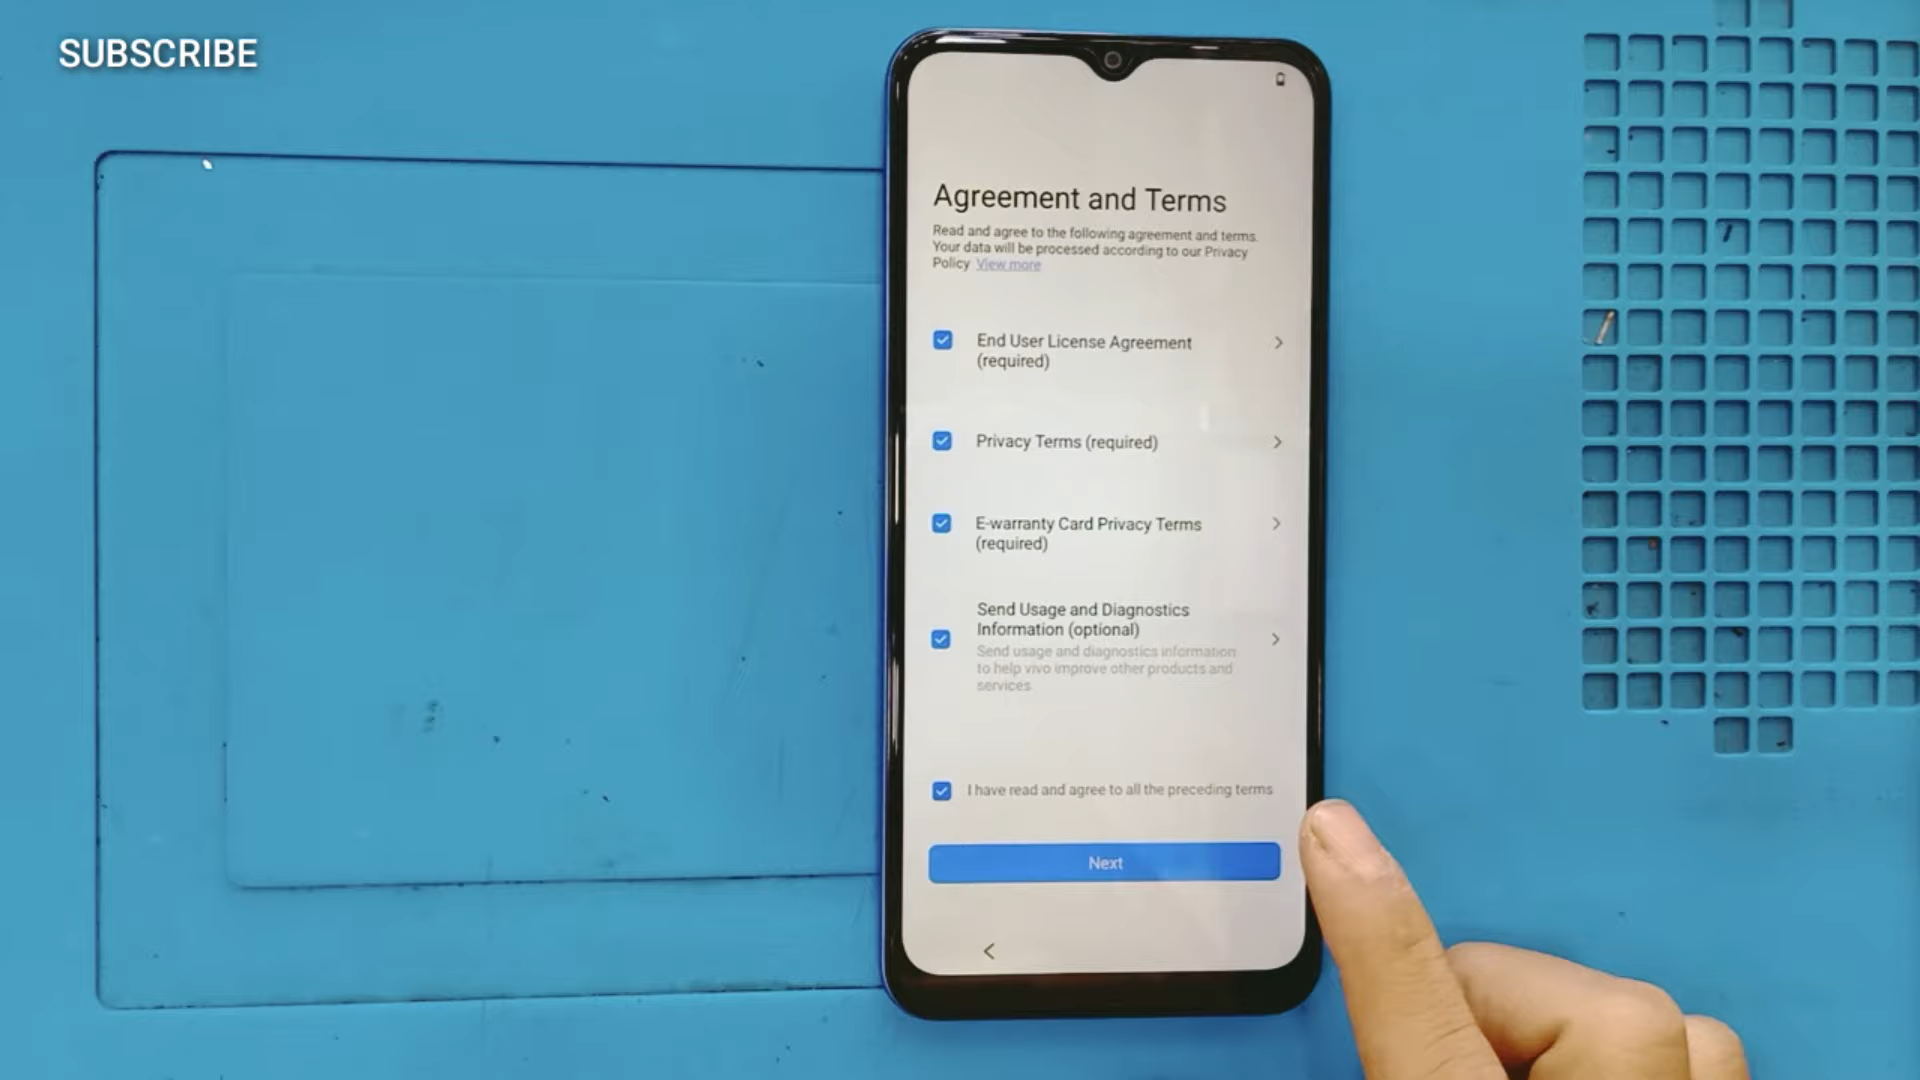 SUBSCRIBE
Agreement and Terms
Read and agree to the following agreement and terms.
Your data will be processed according to our Privacy
Policy View more
End User License Agreement
(required)
Privacy Terms (required)
E-warranty Card Privacy Terms
(required)
Send Usage and Diagnostics
Information (optional)
Send usage and diagnostics information
to help vivo improve other products and
services
I have read and agree to all the preceding terms
Next